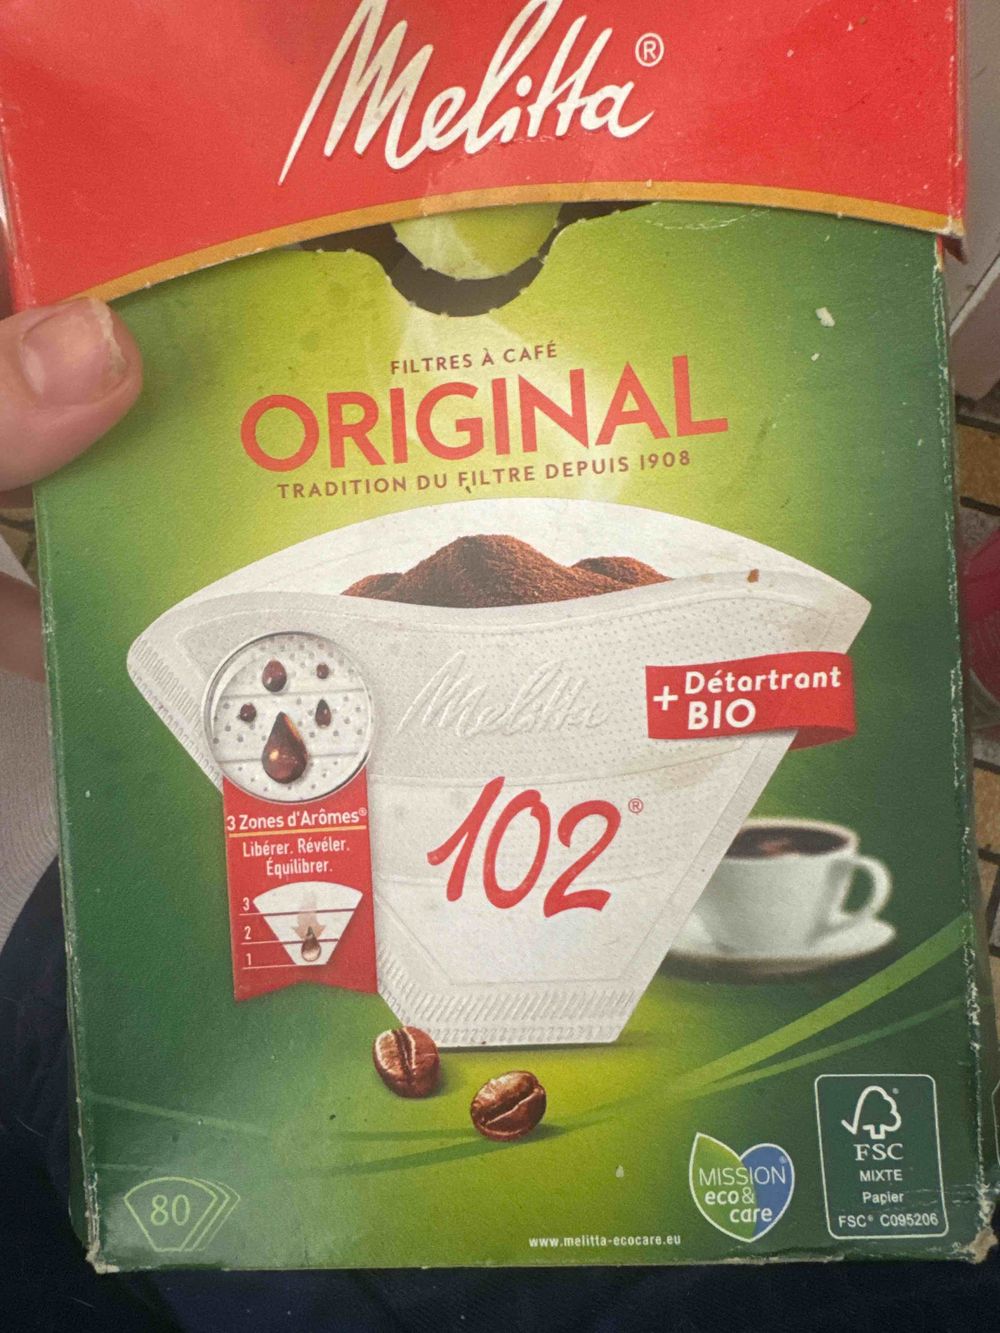 Melitta®
FILTRES À CAFÉ
ORIGINAL
TRADITION DU FILTRE DEPUIS 1908
Melitta
+ Détartrant
BIO
3 Zones d'Arômes®
Libérer. Révéler.
Équilibrer.
3
2
1
102®
80
www.melitta-ecocare.eu
MISSION®
eco &
care
FSC
MIXTE
Papier
FSC® C095206